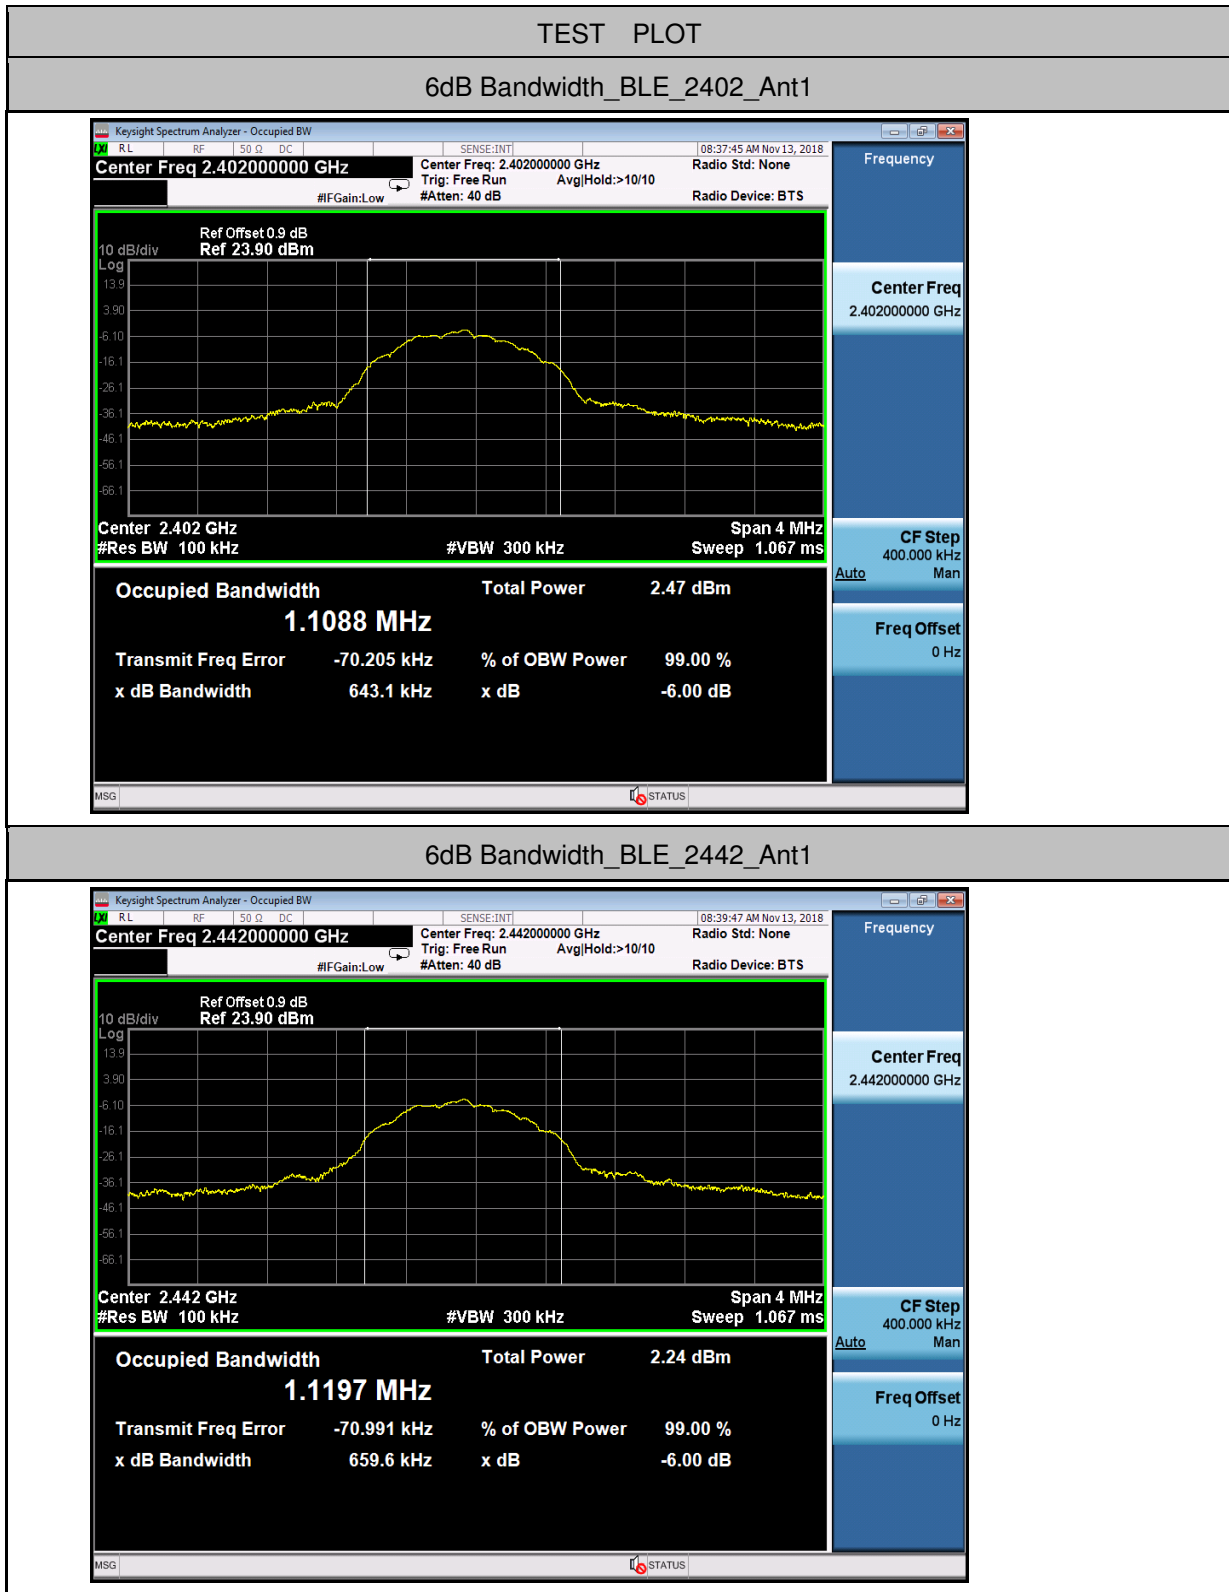 TEST PLOT
6dB Bandwidth_BLE_2402_Ant1
Keysight Spectrum Analyzer - Occupied BW
LXI RL RF 50 Ω DC SENSE:INT 08:37:45 AM Nov 13, 2018
Center Freq 2.402000000 GHz Center Freq: 2.402000000 GHz Radio Std: None
Trig: Free Run Avg|Hold:>10/10
#IFGain:Low #Atten: 40 dB Radio Device: BTS
Frequency
Ref Offset 0.9 dB
10 dB/div Ref 23.90 dBm
Log
13.9
3.90
-6.10
-16.1
-26.1
-36.1
-46.1
-56.1
-66.1
Center Freq
2.402000000 GHz
Center 2.402 GHz Span 4 MHz
#Res BW 100 kHz #VBW 300 kHz Sweep 1.067 ms
CF Step
400.000 kHz
Auto Man
Freq Offset
0 Hz
Occupied Bandwidth Total Power 2.47 dBm
1.1088 MHz
Transmit Freq Error -70.205 kHz % of OBW Power 99.00 %
x dB Bandwidth 643.1 kHz x dB -6.00 dB
MSG STATUS
6dB Bandwidth_BLE_2442_Ant1
Keysight Spectrum Analyzer - Occupied BW
LXI RL RF 50 Ω DC SENSE:INT 08:39:47 AM Nov 13, 2018
Center Freq 2.442000000 GHz Center Freq: 2.442000000 GHz Radio Std: None
Trig: Free Run Avg|Hold:>10/10
#IFGain:Low #Atten: 40 dB Radio Device: BTS
Frequency
Ref Offset 0.9 dB
10 dB/div Ref 23.90 dBm
Log
13.9
3.90
-6.10
-16.1
-26.1
-36.1
-46.1
-56.1
-66.1
Center Freq
2.442000000 GHz
Center 2.442 GHz Span 4 MHz
#Res BW 100 kHz #VBW 300 kHz Sweep 1.067 ms
CF Step
400.000 kHz
Auto Man
Freq Offset
0 Hz
Occupied Bandwidth Total Power 2.24 dBm
1.1197 MHz
Transmit Freq Error -70.991 kHz % of OBW Power 99.00 %
x dB Bandwidth 659.6 kHz x dB -6.00 dB
MSG STATUS